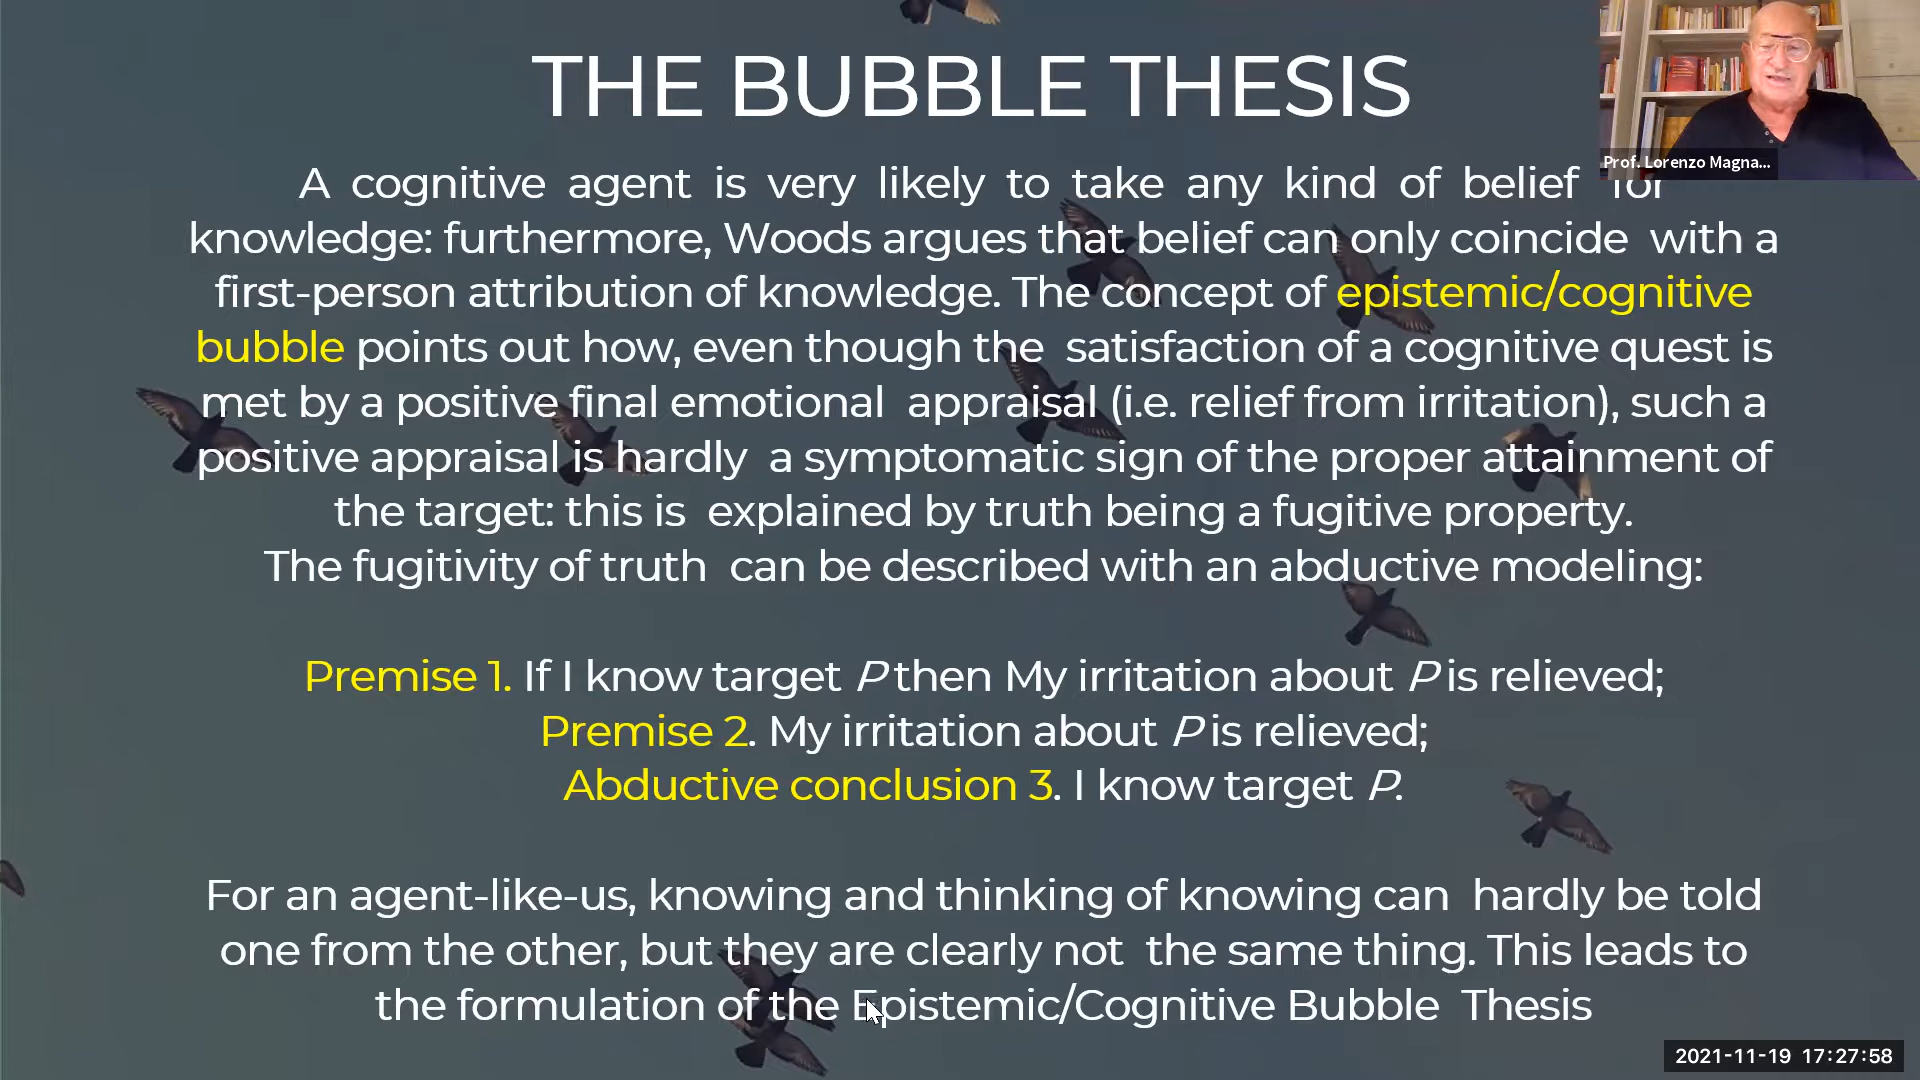 THE BUBBLE THESIS
Prof. Lorenzo Magna...
A cognitive agent is very likely to take any kind of belief for
knowledge: furthermore, Woods argues that belief can only coincide with a
first-person attribution of knowledge. The concept of epistemic/cognitive
bubble points out how, even though the satisfaction of a cognitive quest is
met by a positive final emotional appraisal (i.e. relief from irritation), such a
positive appraisal is hardly a symptomatic sign of the proper attainment of
the target: this is explained by truth being a fugitive property.
The fugitivity of truth can be described with an abductive modeling:
Premise 1. If I know target P then My irritation about P is relieved;
Premise 2. My irritation about P is relieved;
Abductive conclusion 3. I know target P.
For an agent-like-us, knowing and thinking of knowing can hardly be told
one from the other, but they are clearly not the same thing. This leads to
the formulation of the Epistemic/Cognitive Bubble Thesis
2021-11-19 17:27:58